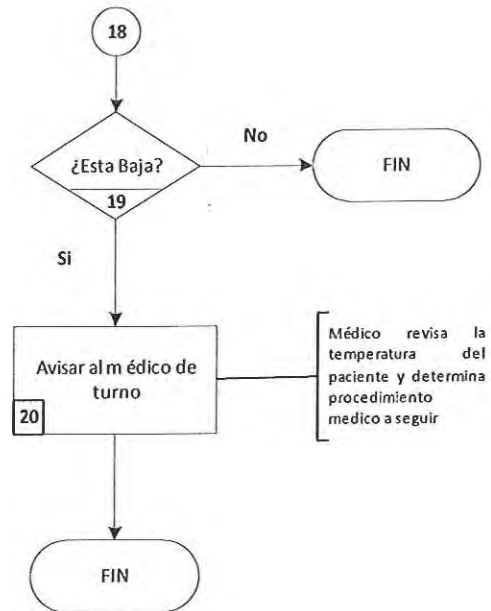 18
¿Esta Baja?
19
No
FIN
Si
Avisar al m édico de
turno
20
Médico revisa la
temperatura del
paciente y determina
procedimiento
medico a seguir
FIN